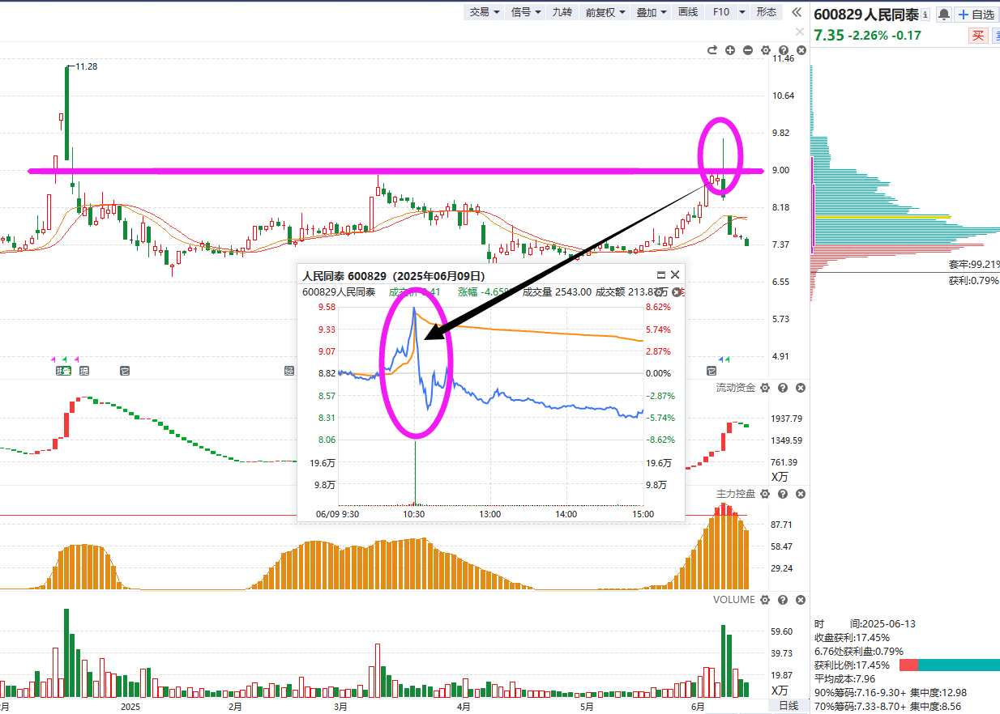 交易 信号 九转 前复权 叠加 画线 F10 形态
600829人民同泰
自选
7.35 -2.26% -0.17
买
11.46
11.28
10.64
9.82
9.00
8.18
7.37
6.55
5.73
4.91
套牢:99.21%
获利:0.79%
人民同泰 600829（2025年06月09日）
600829人民同泰 成交量 2543.00 成交额
涨幅 -4.65%
9.58 8.62%
9.33 5.74%
9.07 2.87%
8.82 0.00%
8.57 -2.87%
8.31 -5.74%
8.06 -8.62%
19.6万 19.6万
9.8万 9.8万
06/09 9:30 10:30 13:00 14:00 15:00
流动资金
1937.79
1349.59
761.39
X万
主力控盘
87.71
58.47
29.24
VOLUME
59.60
39.73
19.87
X万
2025 2月 3月 4月 5月 6月 日线
时 间:2025-06-13
收盘获利:17.45%
6.76处获利盘:0.79%
获利比例:17.45%
平均成本:7.96
90%筹码:7.16-9.30+ 集中度:12.98
70%筹码:7.33-8.70+ 集中度:8.56